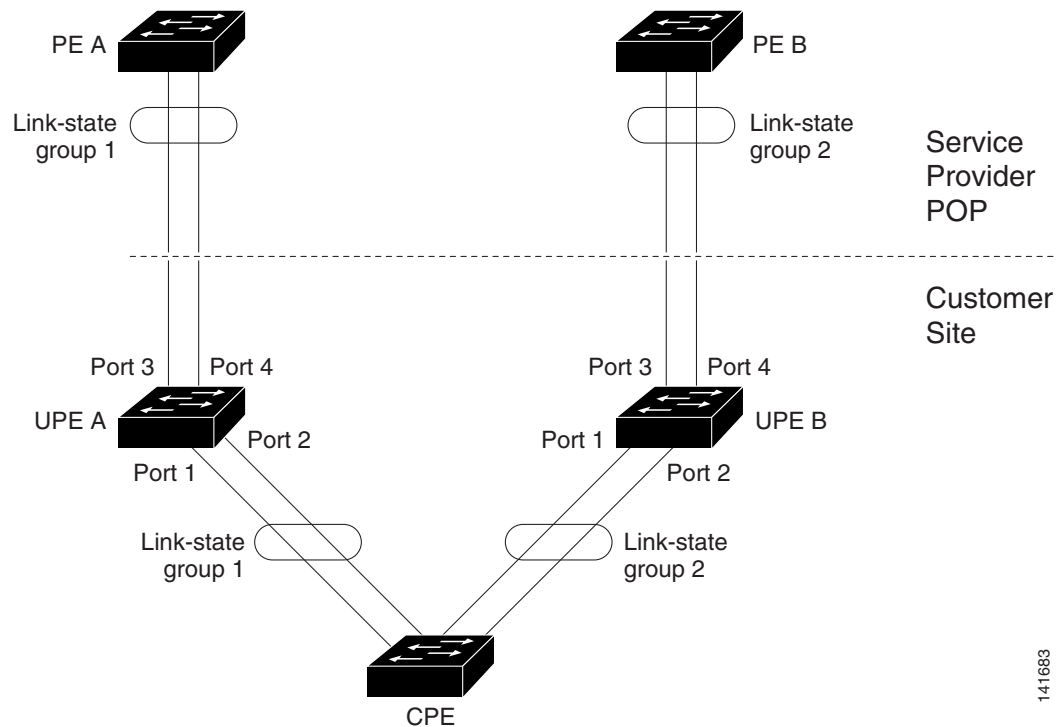 PE A
PE B
Link-state
group 1
Link-state
group 2
Service
Provider
POP
Customer
Site
Port 3
Port 4
Port 3
Port 4
UPE A
UPE B
Port 2
Port 1
Port 1
Port 2
Link-state
group 1
Link-state
group 2
CPE
141683